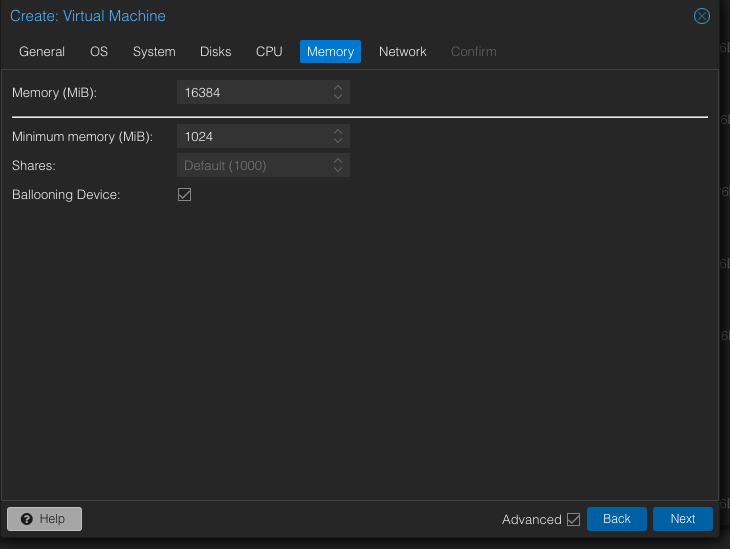 Create: Virtual Machine
General OS System Disks CPU Memory Network Confirm
Memory (MiB): 16384
Minimum memory (MiB): 1024
Shares: Default (1000)
Ballooning Device:
Help Advanced Back Next